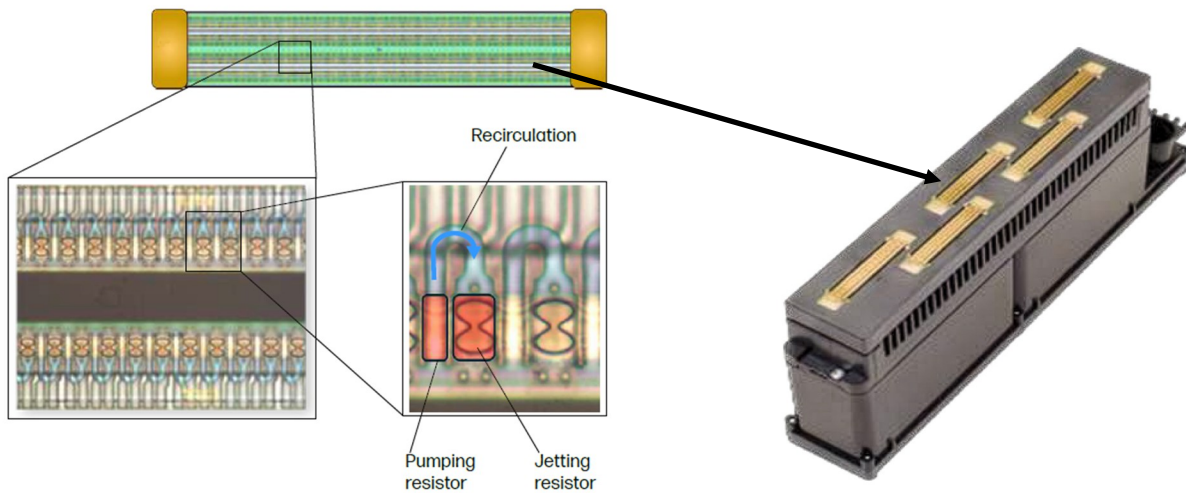 Recirculation
Pumping
resistor
Jetting
resistor